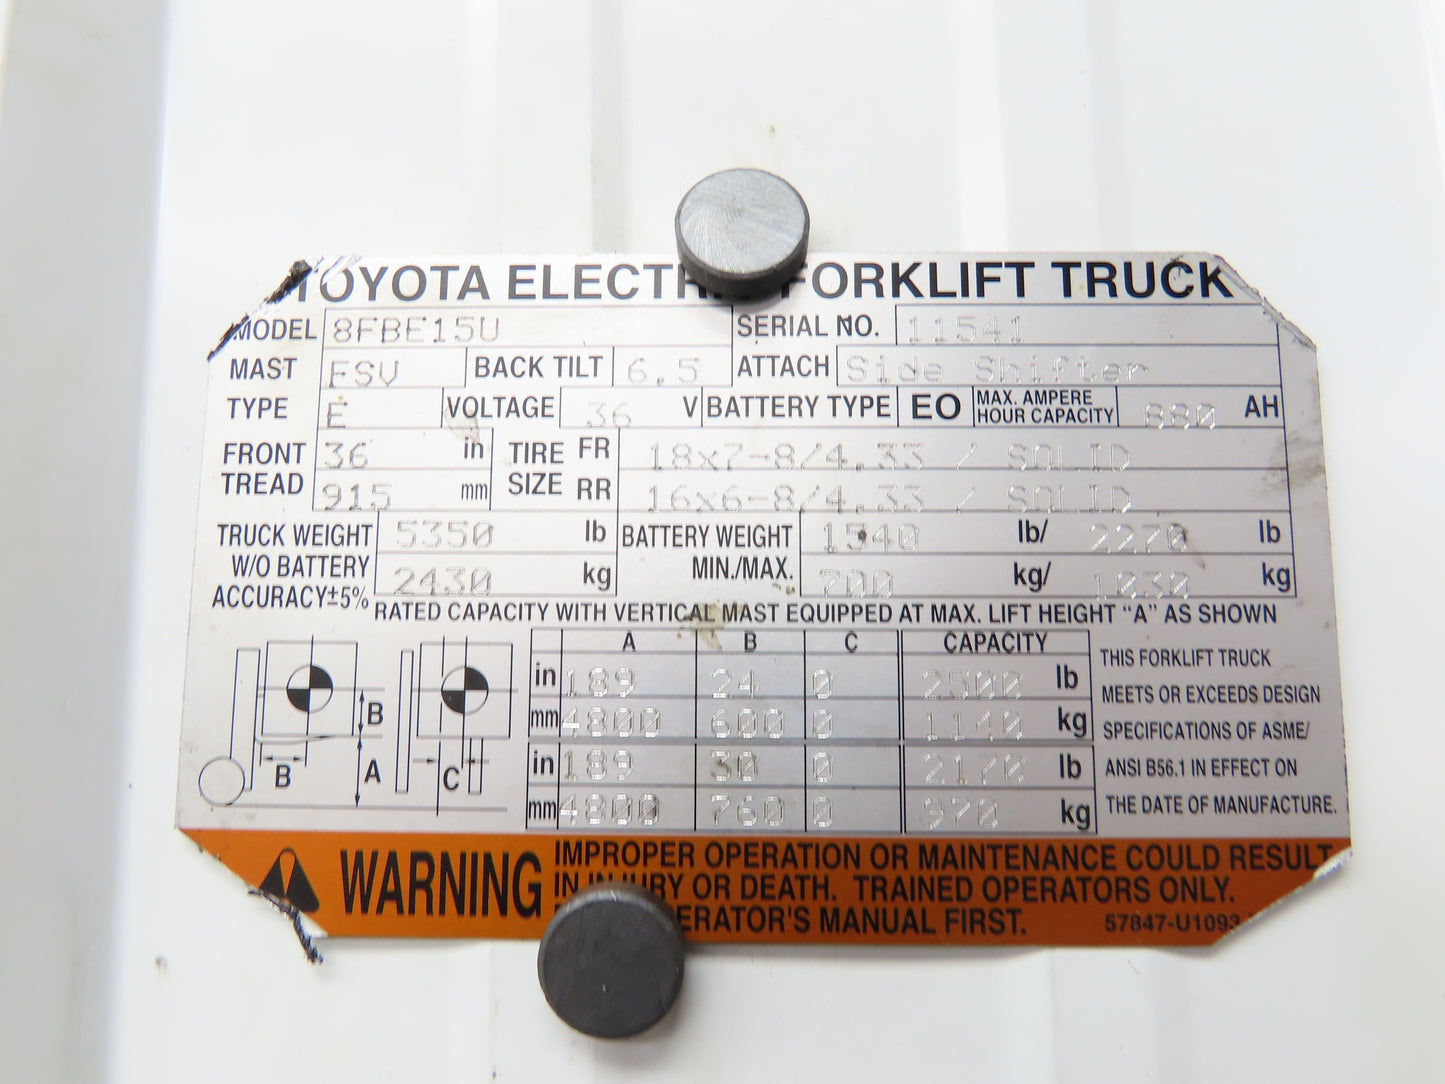 TOYOTA ELECTR FORKLIFT TRUCK
MODEL 8FBE15U SERIAL NO. 11541
MAST FSV BACK TILT 6.5 ATTACH Side Shifter
TYPE E VOLTAGE 36 V BATTERY TYPE EO MAX. AMPERE HOUR CAPACITY 880 AH
FRONT TREAD 36 in TIRE SIZE FR 18x7-8/4.33 / SOLID
915 mm RR 16x6-8/4.33 / SOLID
TRUCK WEIGHT 5350 lb BATTERY WEIGHT 1540 lb/ 2270 lb
W/O BATTERY 2430 kg MIN./MAX. 700 kg/ 1030 kg
ACCURACY±5%
RATED CAPACITY WITH VERTICAL MAST EQUIPPED AT MAX. LIFT HEIGHT "A" AS SHOWN
A B C CAPACITY
in 189 24 0 2500 lb
mm 4800 600 0 1140 kg
in 189 30 0 2170 lb
mm 4800 760 0 970 kg
B
B
A
C
THIS FORKLIFT TRUCK
MEETS OR EXCEEDS DESIGN
SPECIFICATIONS OF ASME/
ANSI B56.1 IN EFFECT ON
THE DATE OF MANUFACTURE.
WARNING
IMPROPER OPERATION OR MAINTENANCE COULD RESULT
IN INJURY OR DEATH. TRAINED OPERATORS ONLY.
ERATOR'S MANUAL FIRST.
57847-U1093